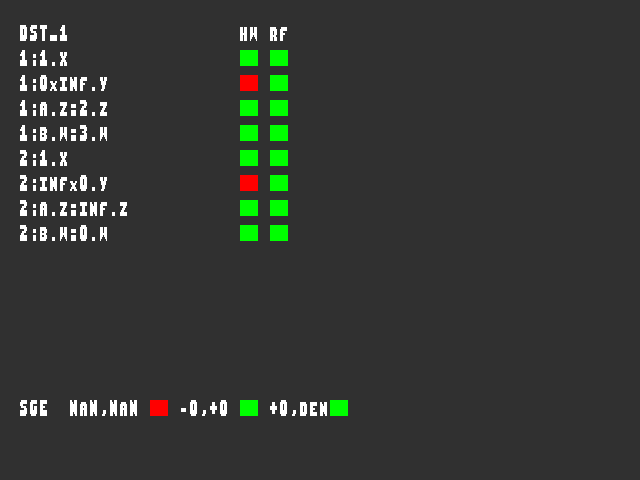 DST_1 HW RF
1:1.X
1:0xINF.Y
1:A.Z=2.Z
1:B.W=3.W
2:1.X
2:INFx0.Y
2:A.Z=INF.Z
2:B.W=0.W
SGE NAN,NAN -0,+0 +0,DEN